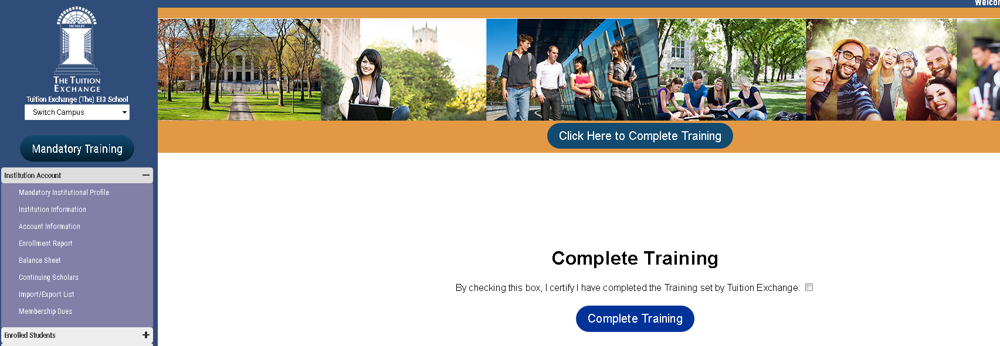 Welcom
MCMLIV
THE TUITION
EXCHANGE
Tuition Exchange (The) EI3 School
Switch Campus
Mandatory Training
Institution Account
Mandatory Institutional Profile
Institution Information
Account Information
Enrollment Report
Balance Sheet
Continuing Scholars
Import/Export List
Membership Dues
Enrolled Students
Click Here to Complete Training
Complete Training
By checking this box, I certify I have completed the Training set by Tuition Exchange:
Complete Training